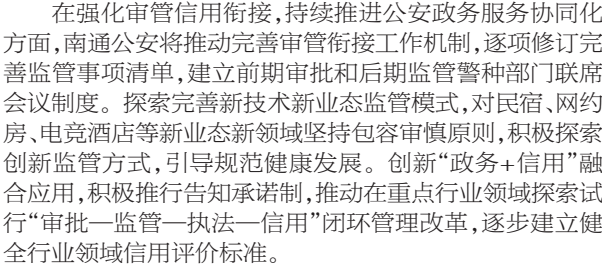 在强化审管信用衔接,持续推进公安政务服务协同化
方面,南通公安将推动完善审管衔接工作机制,逐项修订完
善监管事项清单,建立前期审批和后期监管警种部门联席
会议制度。探索完善新技术新业态监管模式,对民宿、网约
房、电竞酒店等新业态新领域坚持包容审慎原则,积极探索
创新监管方式,引导规范健康发展。创新“政务+信用”融
合应用,积极推行告知承诺制,推动在重点行业领域探索试
行“审批—监管—执法—信用”闭环管理改革,逐步建立健
全行业领域信用评价标准。